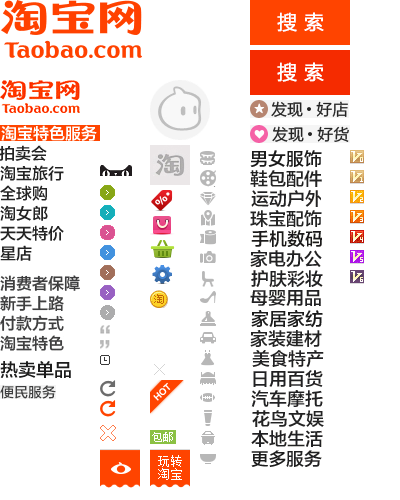 淘宝网
Taobao.com
搜索
搜索
淘宝网
Taobao.com
发现·好店
发现·好货
淘宝特色服务
拍卖会
淘宝旅行
全球购
淘女郎
天天特价
星店
消费者保障
新手上路
付款方式
淘宝特色
热卖单品
便民服务
淘
%
淘
HOT
包邮
玩转
淘宝
男女服饰
鞋包配件
运动户外
珠宝配饰
手机数码
家电办公
护肤彩妆
母婴用品
家居家纺
家装建材
美食特产
日用百货
汽车摩托
花鸟文娱
本地生活
更多服务